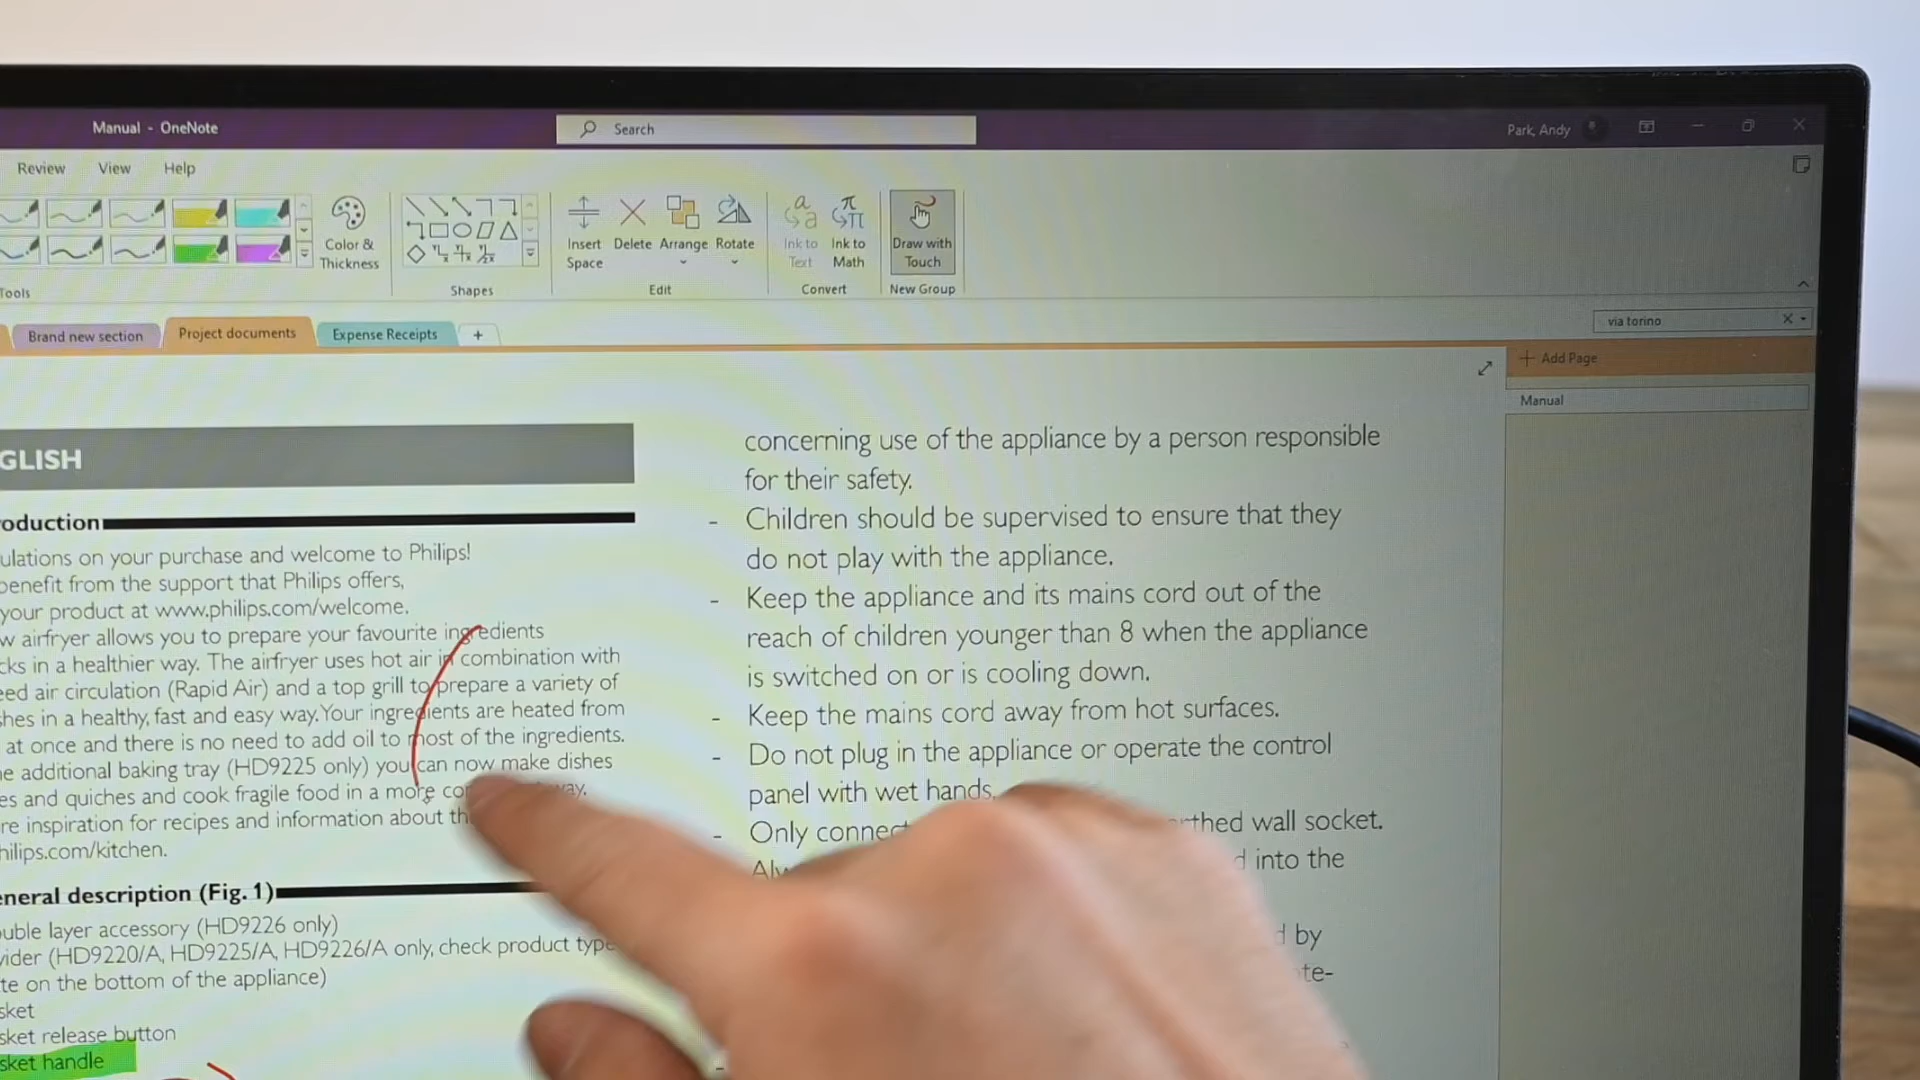 Manual - OneNote
Search
Park, Andy
Review View Help
Color & Thickness
Insert Space
Delete
Arrange
Rotate
Ink to Text
Ink to Math
Draw with Touch
Tools
Shapes
Edit
Convert
New Group
Brand new section
Project documents
Expense Receipts
+
via torino
Add Page
Manual
GLISH
oduction
ulations on your purchase and welcome to Philips!
benefit from the support that Philips offers,
your product at www.philips.com/welcome.
w airfryer allows you to prepare your favourite ingredients
cks in a healthier way. The airfryer uses hot air in combination with
eed air circulation (Rapid Air) and a top grill to prepare a variety of
shes in a healthy, fast and easy way. Your ingredients are heated from
at once and there is no need to add oil to most of the ingredients.
he additional baking tray (HD9225 only) you can now make dishes
es and quiches and cook fragile food in a more co way.
re inspiration for recipes and information about th
hilips.com/kitchen.
eneral description (Fig. 1)
ouble layer accessory (HD9226 only)
vider (HD9220/A, HD9225/A, HD9226/A only, check product type
te on the bottom of the appliance)
sket
sket release button
sket handle
concerning use of the appliance by a person responsible
for their safety.
- Children should be supervised to ensure that they
do not play with the appliance.
- Keep the appliance and its mains cord out of the
reach of children younger than 8 when the appliance
is switched on or is cooling down.
- Keep the mains cord away from hot surfaces.
- Do not plug in the appliance or operate the control
panel with wet hands.
- Only connec rthed wall socket.
Alw d into the
d by
te-
-